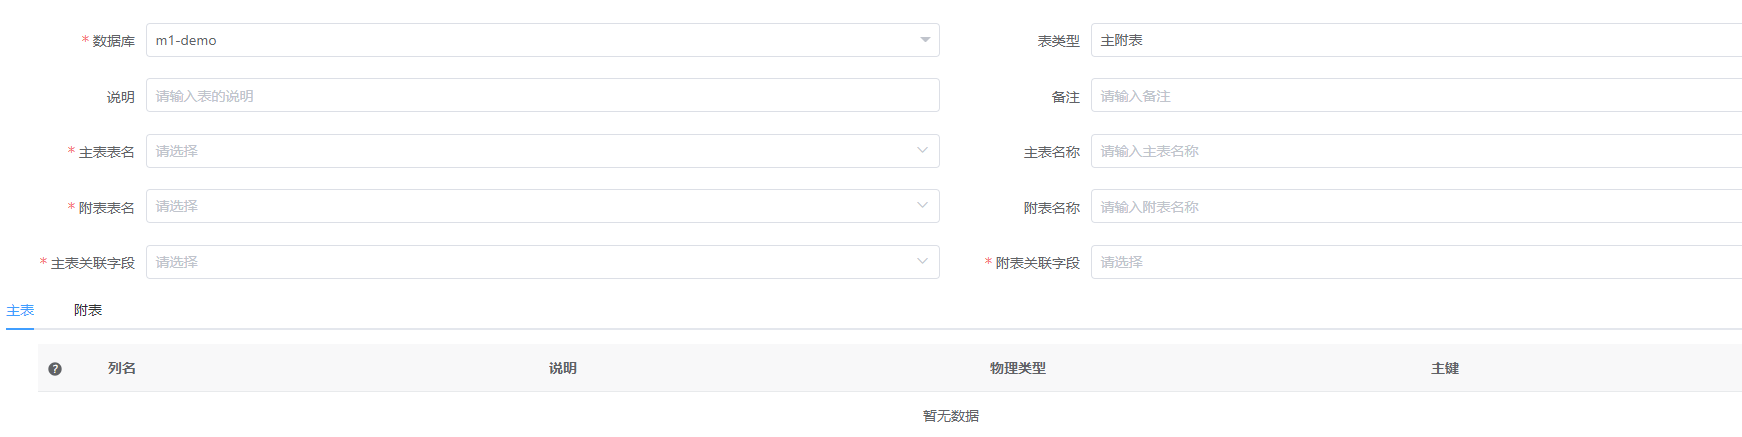 * 数据库 m1-demo 表类型 主附表
说明 请输入表的说明 备注 请输入备注
* 主表表名 请选择 主表名称 请输入主表名称
* 附表表名 请选择 附表名称 请输入附表名称
* 主表关联字段 请选择 * 附表关联字段 请选择
主表 附表
? 列名 说明 物理类型 主键
暂无数据